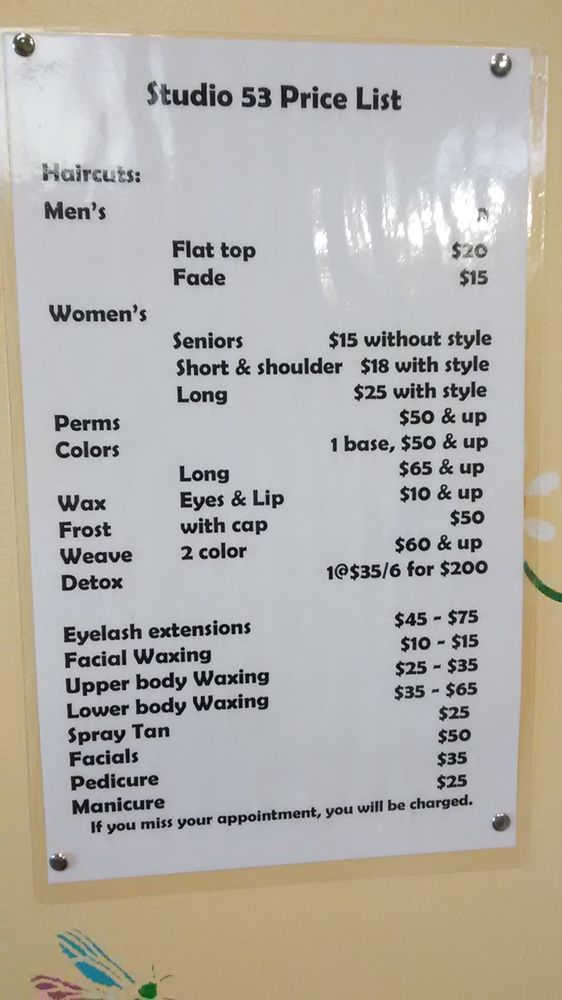 Studio 53 Price List
Haircuts:
Men's
Flat top $20
Fade $15
Women's
Seniors $15 without style
Short & shoulder $18 with style
Long $25 with style
Perms $50 & up
Colors 1 base, $50 & up
Long $65 & up
Wax Eyes & Lip $10 & up
Frost with cap $50
Weave 2 color $60 & up
Detox 1@$35/6 for $200
Eyelash extensions $45 - $75
Facial Waxing $10 - $15
Upper body Waxing $25 - $35
Lower body Waxing $35 - $65
Spray Tan $25
Facials $50
Pedicure $35
Manicure $25
If you miss your appointment, you will be charged.